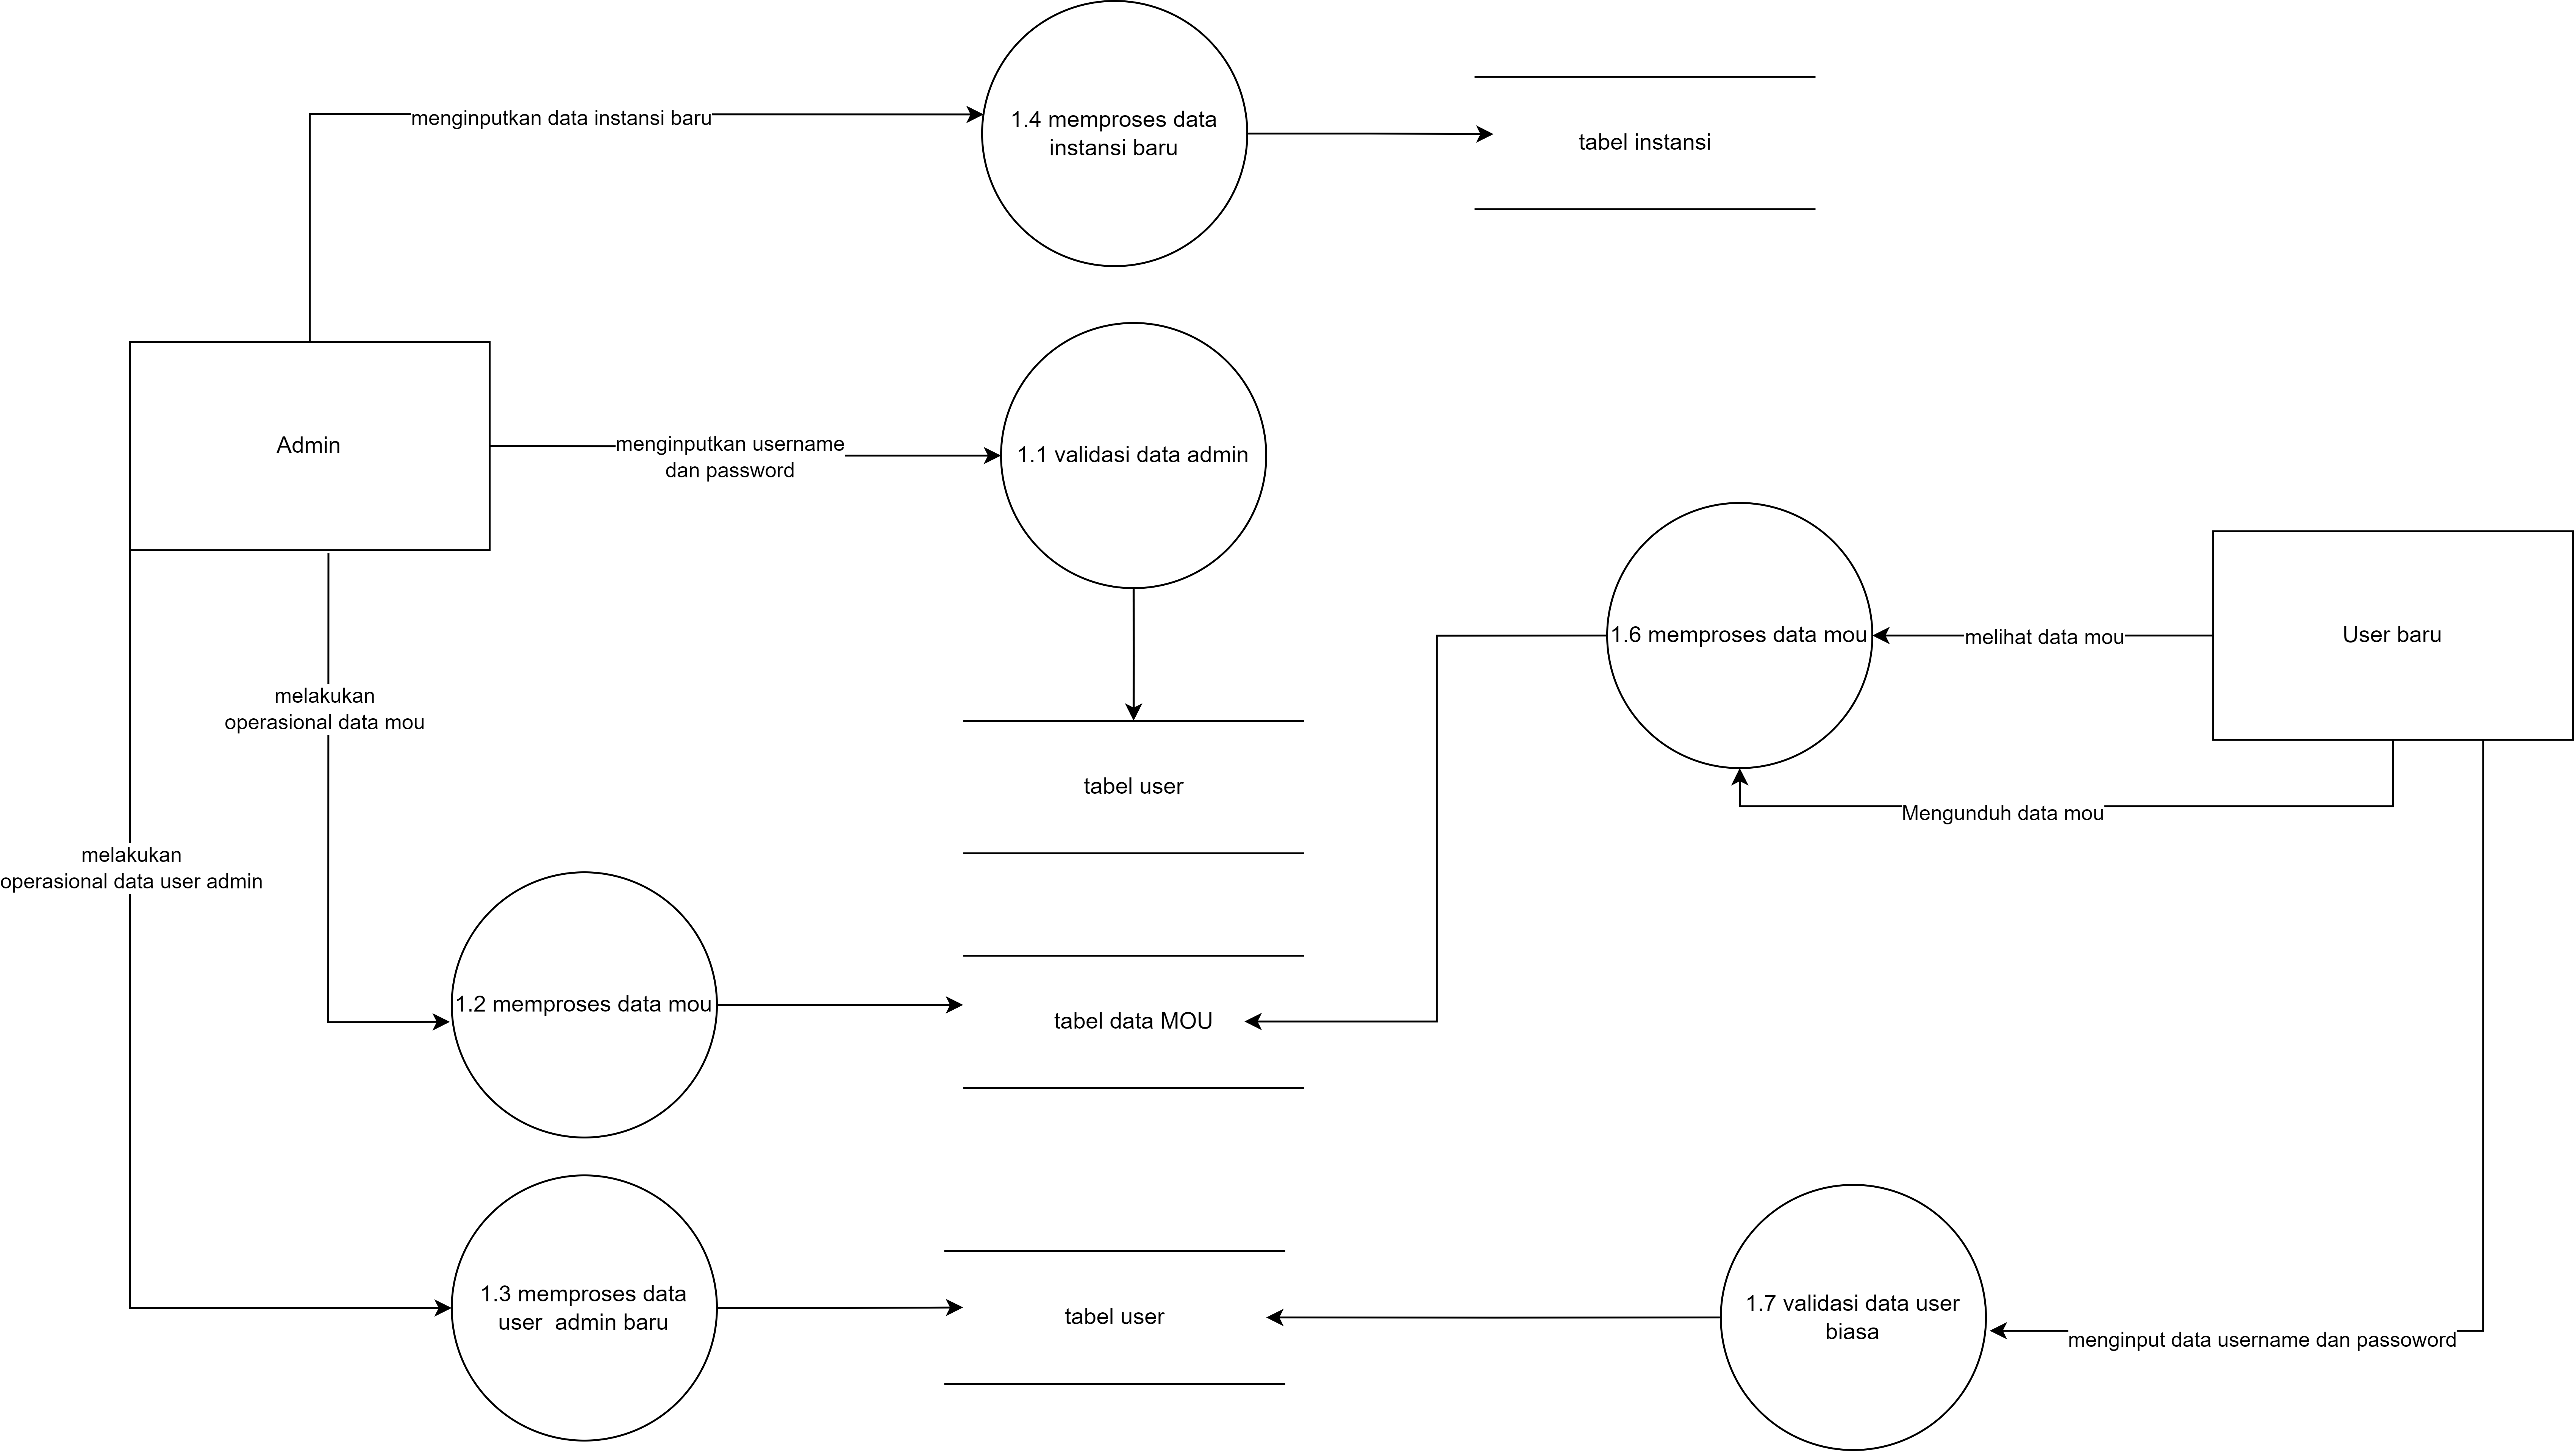 menginputkan data instansi baru
1.4 memproses data
instansi baru
tabel instansi
Admin
menginputkan username
dan password
1.1 validasi data admin
1.6 memproses data mou
melihat data mou
User baru
melakukan
operasional data mou
tabel user
Mengunduh data mou
melakukan
operasional data user admin
1.2 memproses data mou
tabel data MOU
1.3 memproses data
user  admin baru
tabel user
1.7 validasi data user
biasa
menginput data username dan passoword